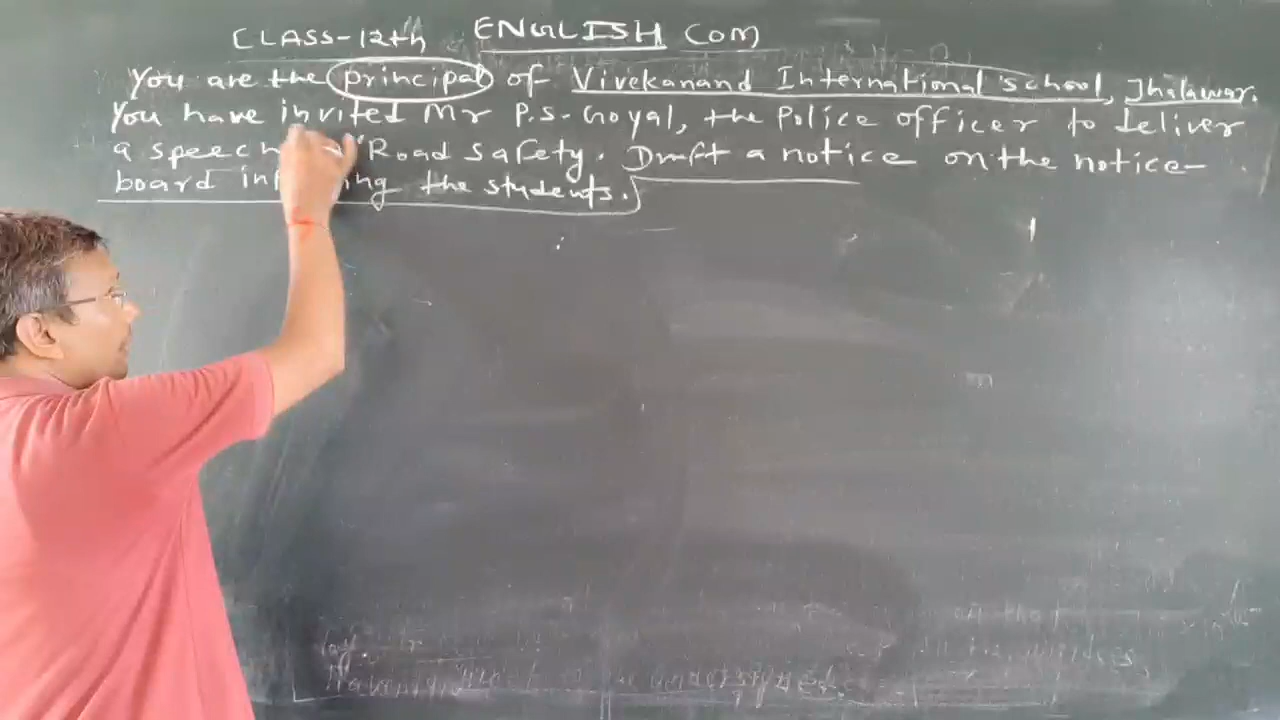 CLASS-12th ENGLISH COM
You are the principal of Vivekanand International school, Jhalawar.
You have invited Mr P.S. Goyal, the Police officer to deliver
a speech Road safety. Draft a notice on the notice-
board the students.